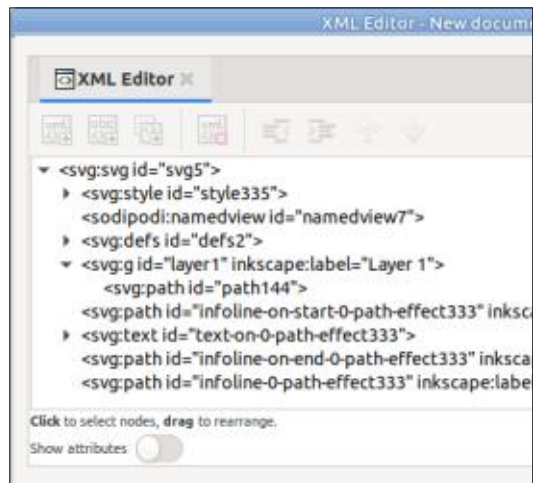 XML Editor - New docum
XML Editor
<svg:svg id="svg5">
<svg:style id="style335">
<sodipodi:namedview id="namedview7">
<svg:defs id="defs2">
<svg:g id="layer1" inkscape:label="Layer 1">
<svg:path id="path144">
<svg:path id="infoline-on-start-0-path-effect333" inksc
<svg:text id="text-on-0-path-effect333">
<svg:path id="infoline-on-end-0-path-effect333" inksca
<svg:path id="infoline-0-path-effect333" inkscape:labe
Click to select nodes, drag to rearrange.
Show attributes